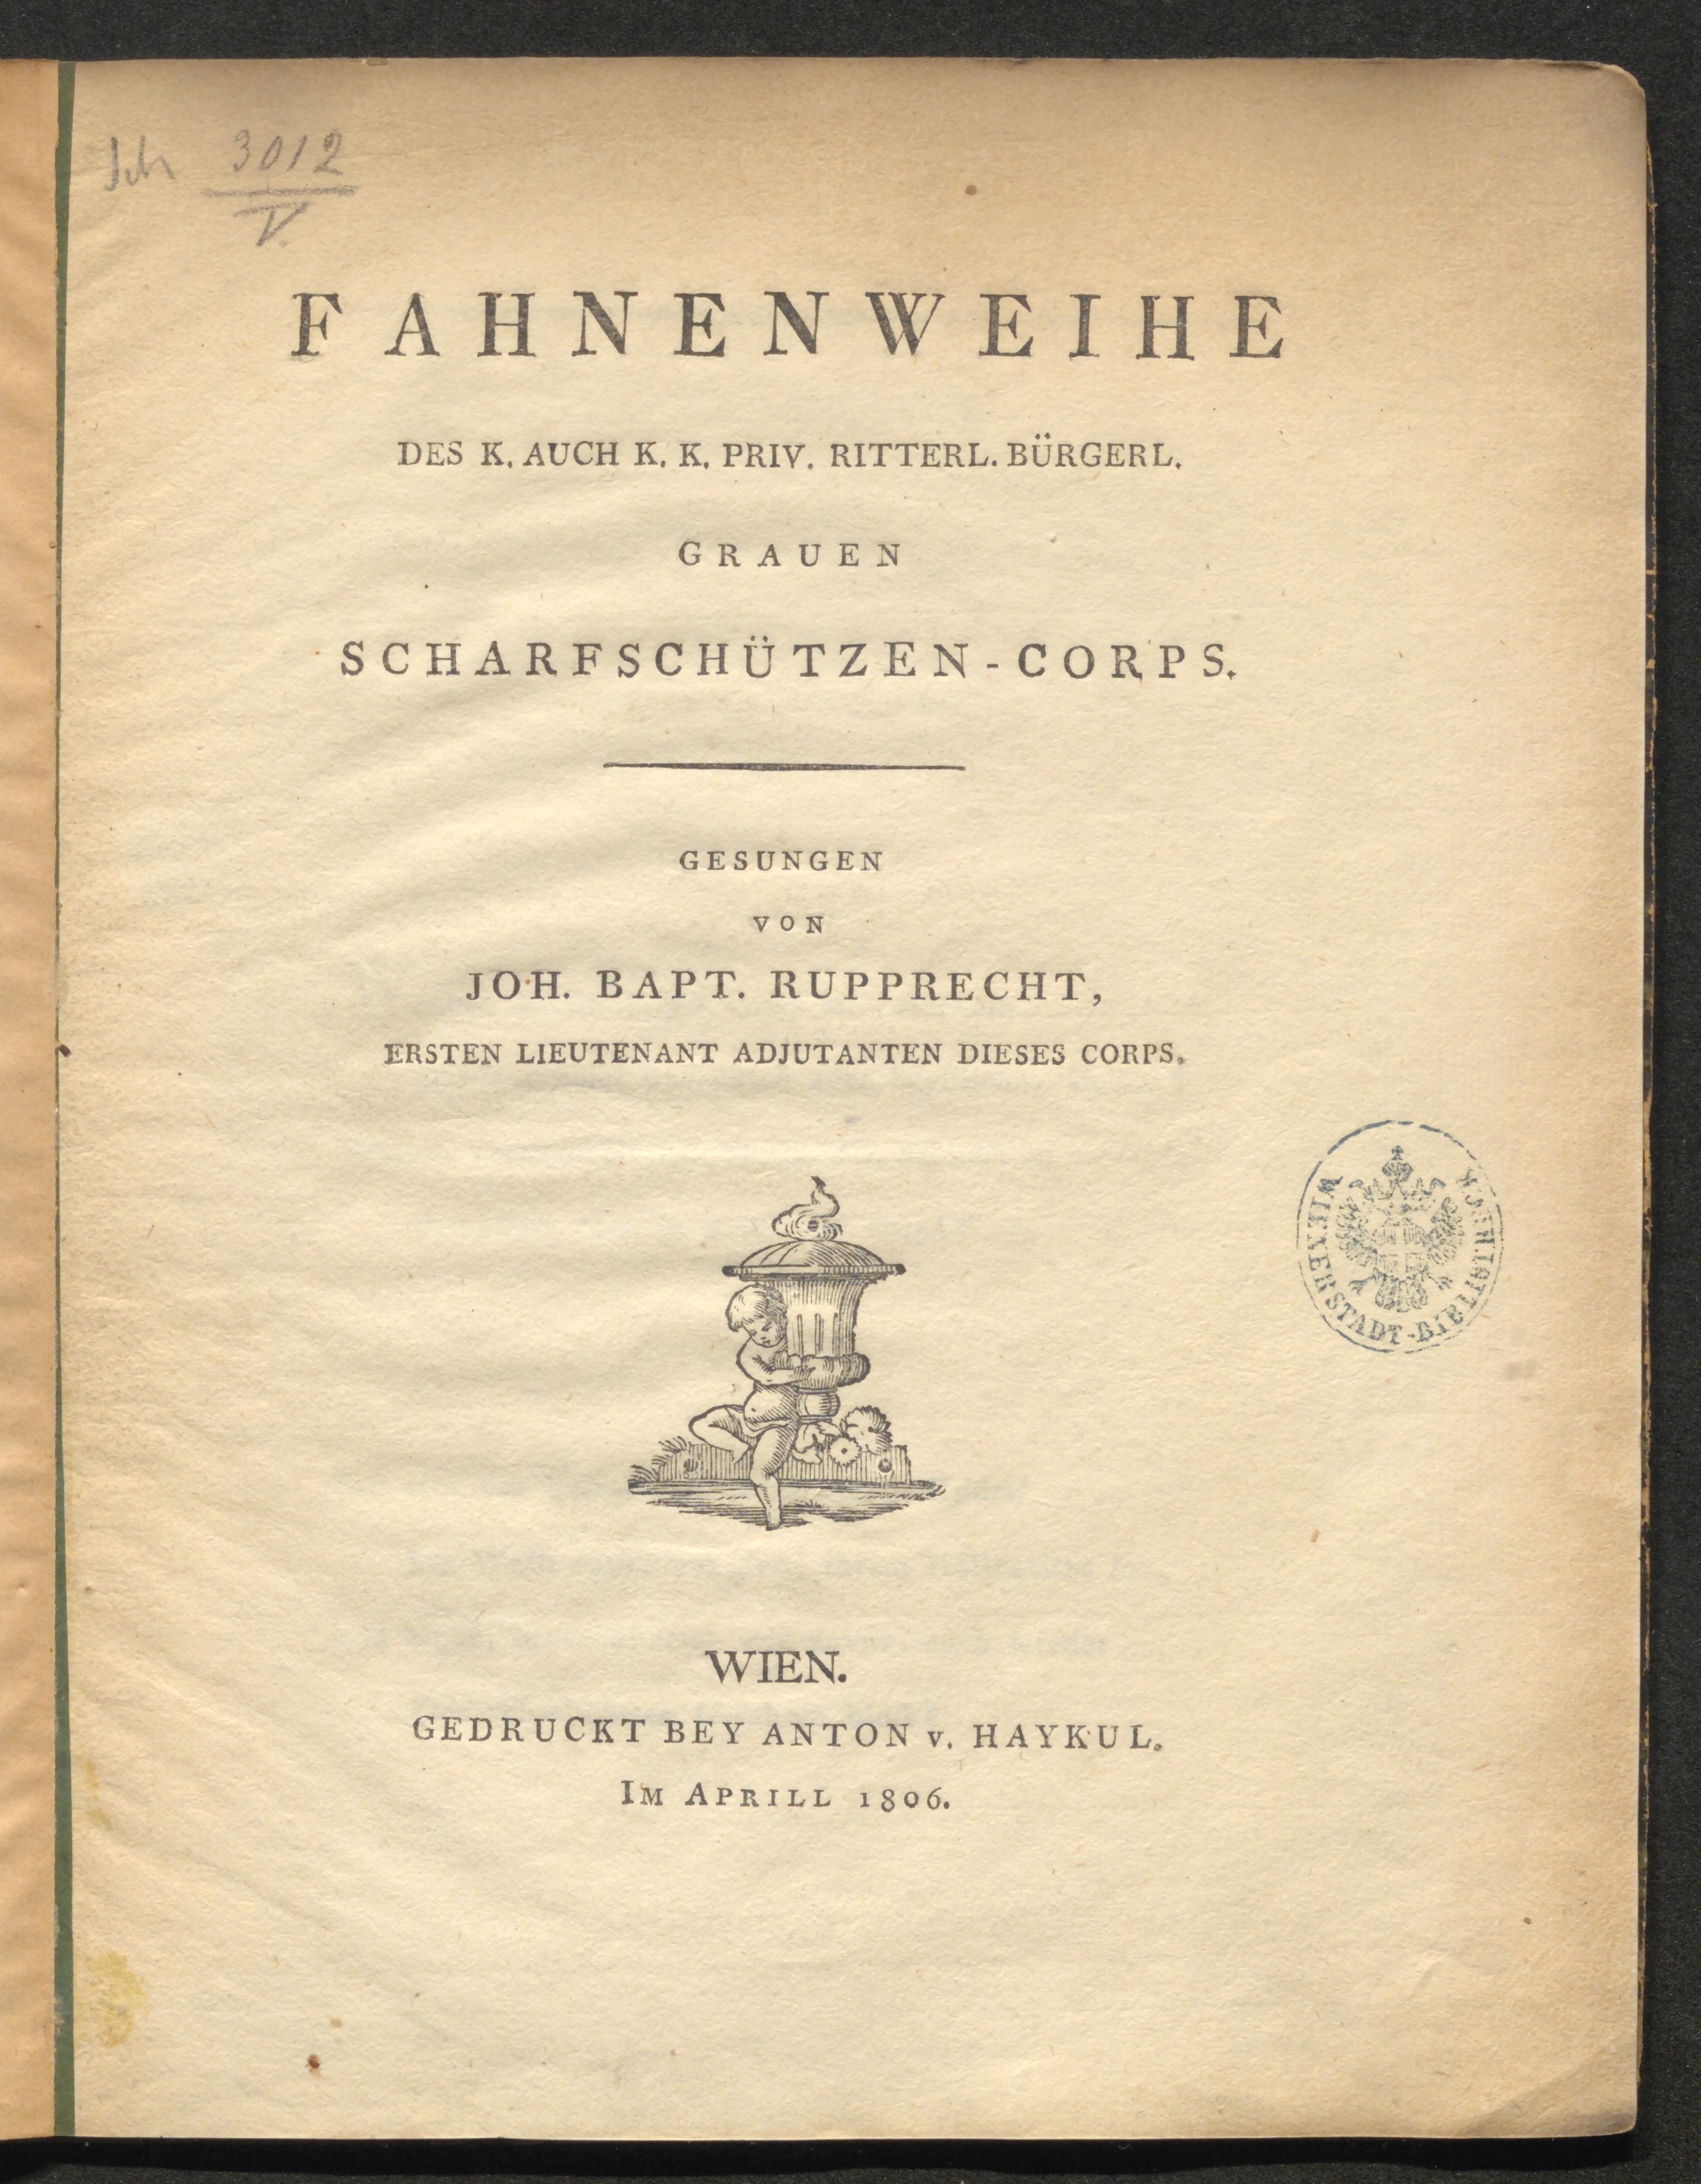 3012
V.
FAHNENWEIHE
DES K. AUCH K. K. PRIV. RITTERL. BÜRGERL.
GRAUEN
SCHARFSCHÜTZEN-CORPS.
GESUNGEN
VON
JOH. BAPT. RUPPRECHT,
ERSTEN LIEUTENANT ADJUTANTEN DIESES CORPS.
WIENER STADT-BIBLIOTHEK
WIEN.
GEDRUCKT BEY ANTON v. HAYKUL.
IM APRILL 1806.